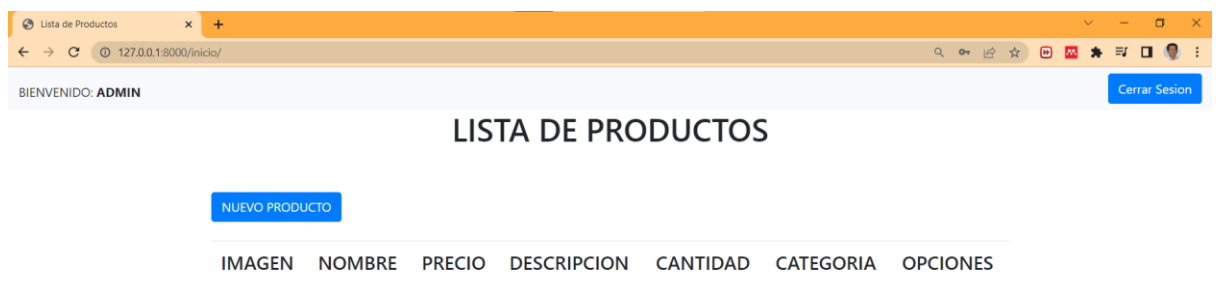 Lista de Productos
127.0.0.1:8000/inicio/
BIENVENIDO: ADMIN
Cerrar Sesion
LISTA DE PRODUCTOS
NUEVO PRODUCTO
IMAGEN NOMBRE PRECIO DESCRIPCION CANTIDAD CATEGORIA OPCIONES